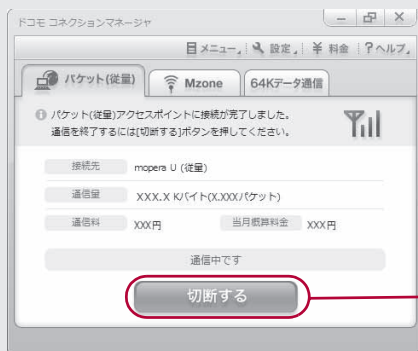 ドコモ コネクションマネージャ
メニュー 設定 ¥ 料金 ? ヘルプ
パケット(従量) Mzone 64Kデータ通信
パケット(従量)アクセスポイントに接続が完了しました。
通信を終了するには[切断する]ボタンを押してください。
接続先 mopera U (従量)
通信量 XXX.X Kバイト(X,XXXパケット)
通信料 XXX円 当月概算料金 XXX円
通信中です
切断する